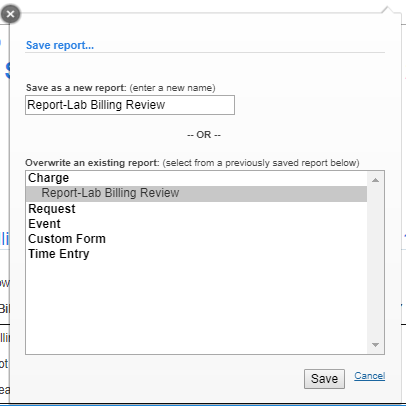 Save report...
Save as a new report: (enter a new name)
Report-Lab Billing Review
-- OR --
Overwrite an existing report: (select from a previously saved report below)
Charge
Report-Lab Billing Review
Request
Event
Custom Form
Time Entry
Save Cancel